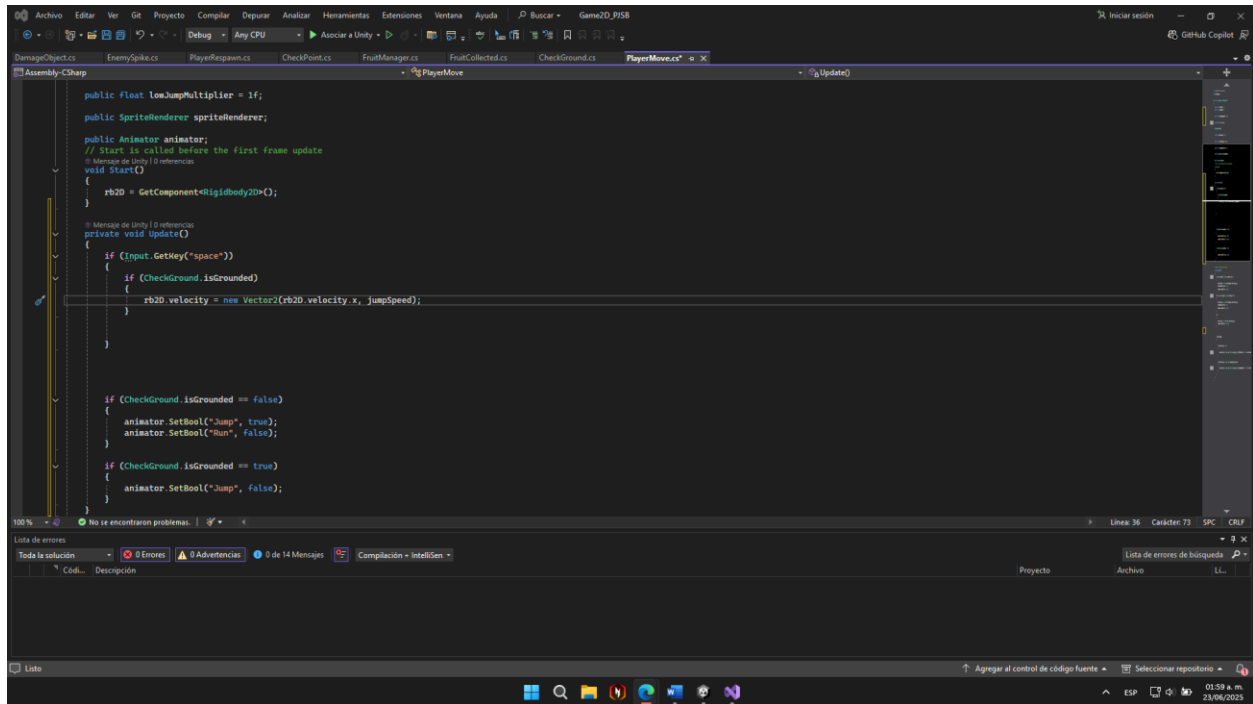 Archivo Editar Ver Git Proyecto Compilar Depurar Analizar Herramientas Extensiones Ventana Ayuda Buscar Game2D_PJSB Iniciar sesión
Debug Any CPU Asociar a Unity GitHub Copilot
DamageObject.cs EnemySpike.cs PlayerRespawn.cs CheckPoint.cs FruitManager.cs FruitCollected.cs CheckGround.cs PlayerMove.cs*
Assembly-CSharp PlayerMove Update()
public float lowJumpMultiplier = 1f;
public SpriteRenderer spriteRenderer;
public Animator animator;
// Start is called before the first frame update
Mensaje de Unity | 0 referencias
void Start()
{
rb2D = GetComponent<Rigidbody2D>();
}
Mensaje de Unity | 0 referencias
private void Update()
{
if (Input.GetKey("space"))
{
if (CheckGround.isGrounded)
{
rb2D.velocity = new Vector2(rb2D.velocity.x, jumpSpeed);
}
}
if (CheckGround.isGrounded == false)
{
animator.SetBool("Jump", true);
animator.SetBool("Run", false);
}
if (CheckGround.isGrounded == true)
{
animator.SetBool("Jump", false);
}
}
100 % No se encontraron problemas. Línea: 36 Carácter: 73 SPC CRLF
Lista de errores
Toda la solución 0 Errores 0 Advertencias 0 de 14 Mensajes Compilación + IntelliSen Lista de errores de búsqueda
Códi... Descripción Proyecto Archivo Lí...
Listo Agregar al control de código fuente Seleccionar repositorio
ESP 01:59 a. m.
23/06/2025